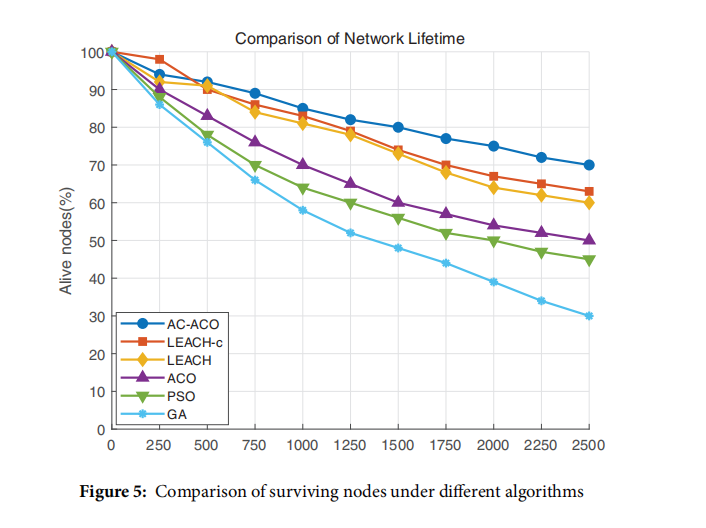 Comparison of Network Lifetime
100
90
80
70
60
50
40
30
20
10
0
Alive nodes(%)
AC-ACO
LEACH-c
LEACH
ACO
PSO
GA
0 250 500 750 1000 1250 1500 1750 2000 2250 2500
Figure 5: Comparison of surviving nodes under different algorithms